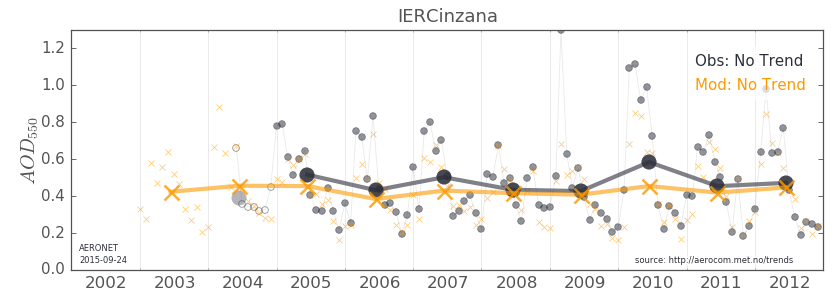 IERCinzana
1.2
1.0
0.8
0.6
0.4
0.2
0.0
AOD550
Obs: No Trend
Mod: No Trend
AERONET
2015-09-24
source: http://aerocom.met.no/trends
2002 2003 2004 2005 2006 2007 2008 2009 2010 2011 2012